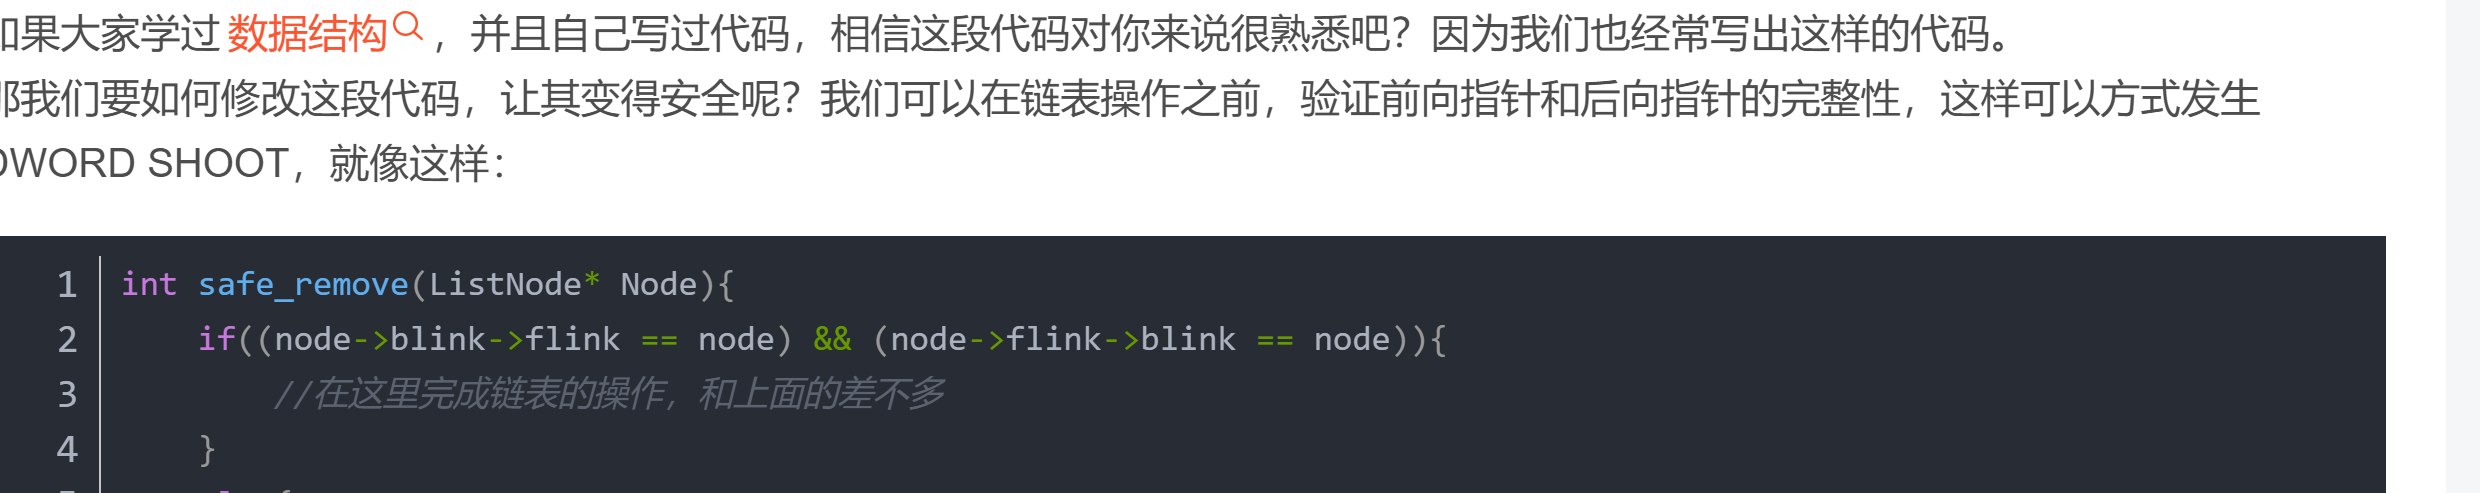 如果大家学过 数据结构，并且自己写过代码，相信这段代码对你来说很熟悉吧？因为我们也经常写出这样的代码。
那我们要如何修改这段代码，让其变得安全呢？我们可以在链表操作之前，验证前向指针和后向指针的完整性，这样可以方式发生
DWORD SHOOT，就像这样：
1 int safe_remove(ListNode* Node){
2 if((node->blink->flink == node) && (node->flink->blink == node)){
3 //在这里完成链表的操作，和上面的差不多
4 }